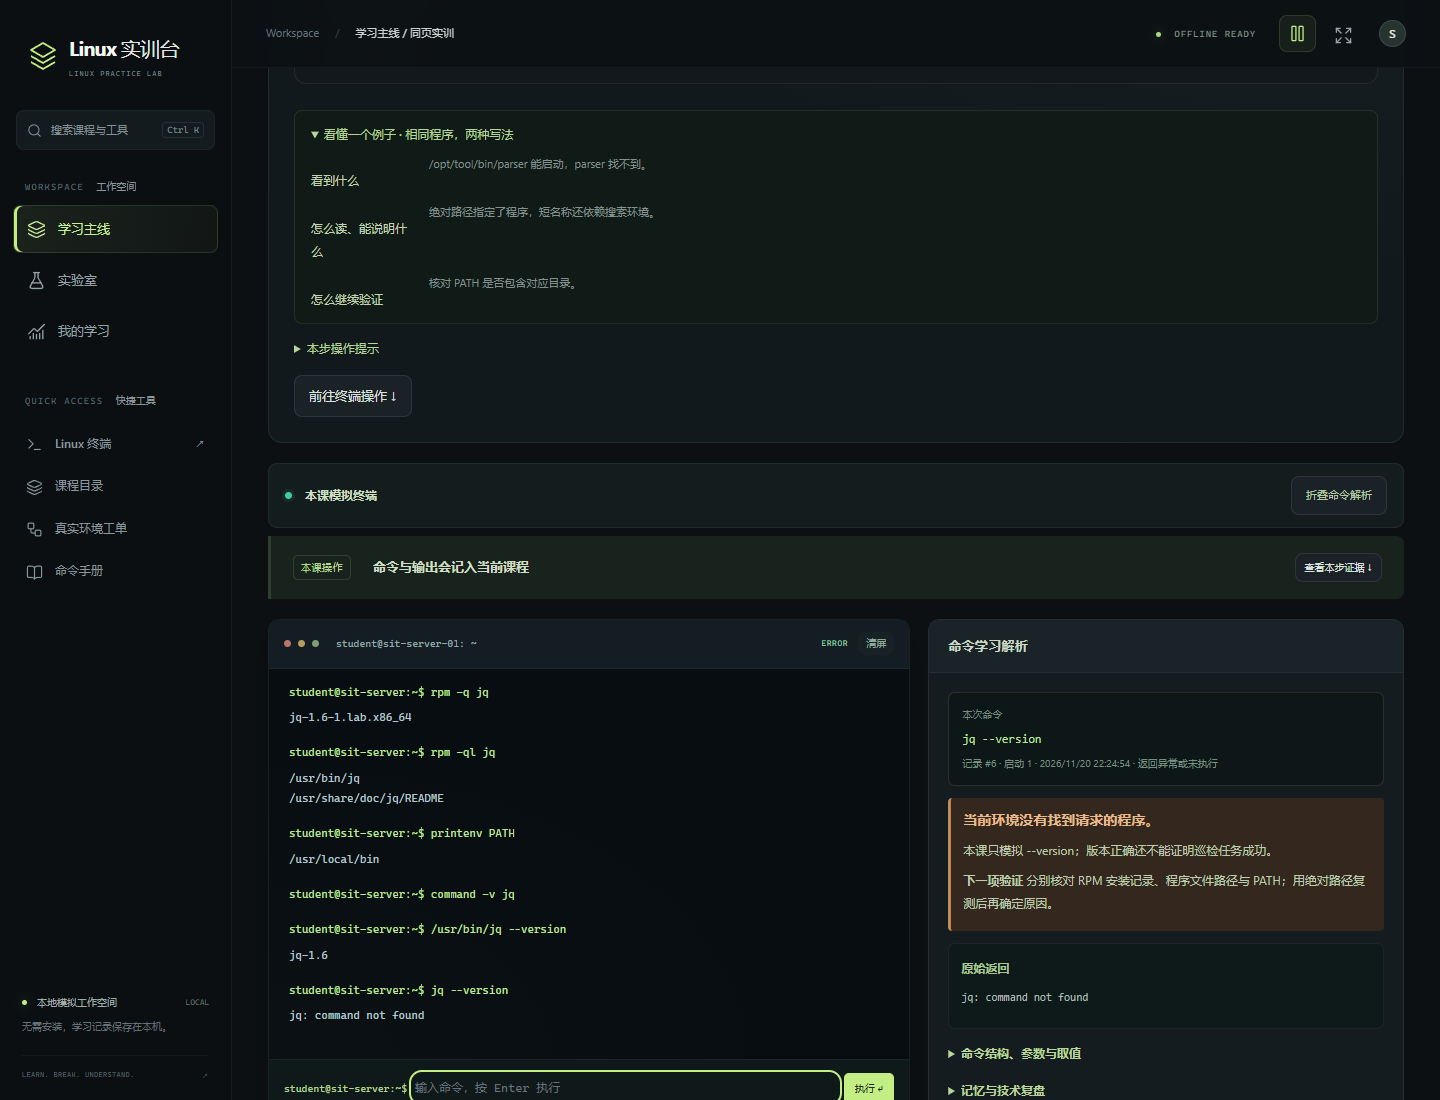 Linux 实训台
LINUX PRACTICE LAB
搜索课程与工具 Ctrl K
WORKSPACE 工作空间
学习主线
实验室
我的学习
QUICK ACCESS 快捷工具
Linux 终端 ↗
课程目录
真实环境工单
命令手册
本地模拟工作空间 LOCAL
无需安装，学习记录保存在本机。
LEARN. BREAK. UNDERSTAND. ↗
Workspace / 学习主线 / 同页实训
OFFLINE READY
S
▼ 看懂一个例子 · 相同程序，两种写法
看到什么
/opt/tool/bin/parser 能启动，parser 找不到。
怎么读、能说明什
么
绝对路径指定了程序，短名称还依赖搜索环境。
怎么继续验证
核对 PATH 是否包含对应目录。
▶ 本步操作提示
前往终端操作 ↓
本课模拟终端
折叠命令解析
本课操作 命令与输出会记入当前课程
查看本步证据 ↓
student@sit-server-01: ~
ERROR 清屏
student@sit-server:~$ rpm -q jq
jq-1.6-1.lab.x86_64
student@sit-server:~$ rpm -ql jq
/usr/bin/jq
/usr/share/doc/jq/README
student@sit-server:~$ printenv PATH
/usr/local/bin
student@sit-server:~$ command -v jq
student@sit-server:~$ /usr/bin/jq --version
jq-1.6
student@sit-server:~$ jq --version
jq: command not found
student@sit-server:~$ 输入命令，按 Enter 执行
执行 ↲
命令学习解析
本次命令
jq --version
记录 #6 · 启动 1 · 2026/11/20 22:24:54 · 返回异常或未执行
当前环境没有找到请求的程序。
本课只模拟 --version；版本正确还不能证明巡检任务成功。
下一项验证 分别核对 RPM 安装记录、程序文件路径与 PATH；用绝对路径复
测后再确定原因。
原始返回
jq: command not found
▶ 命令结构、参数与取值
▶ 记忆与技术复盘